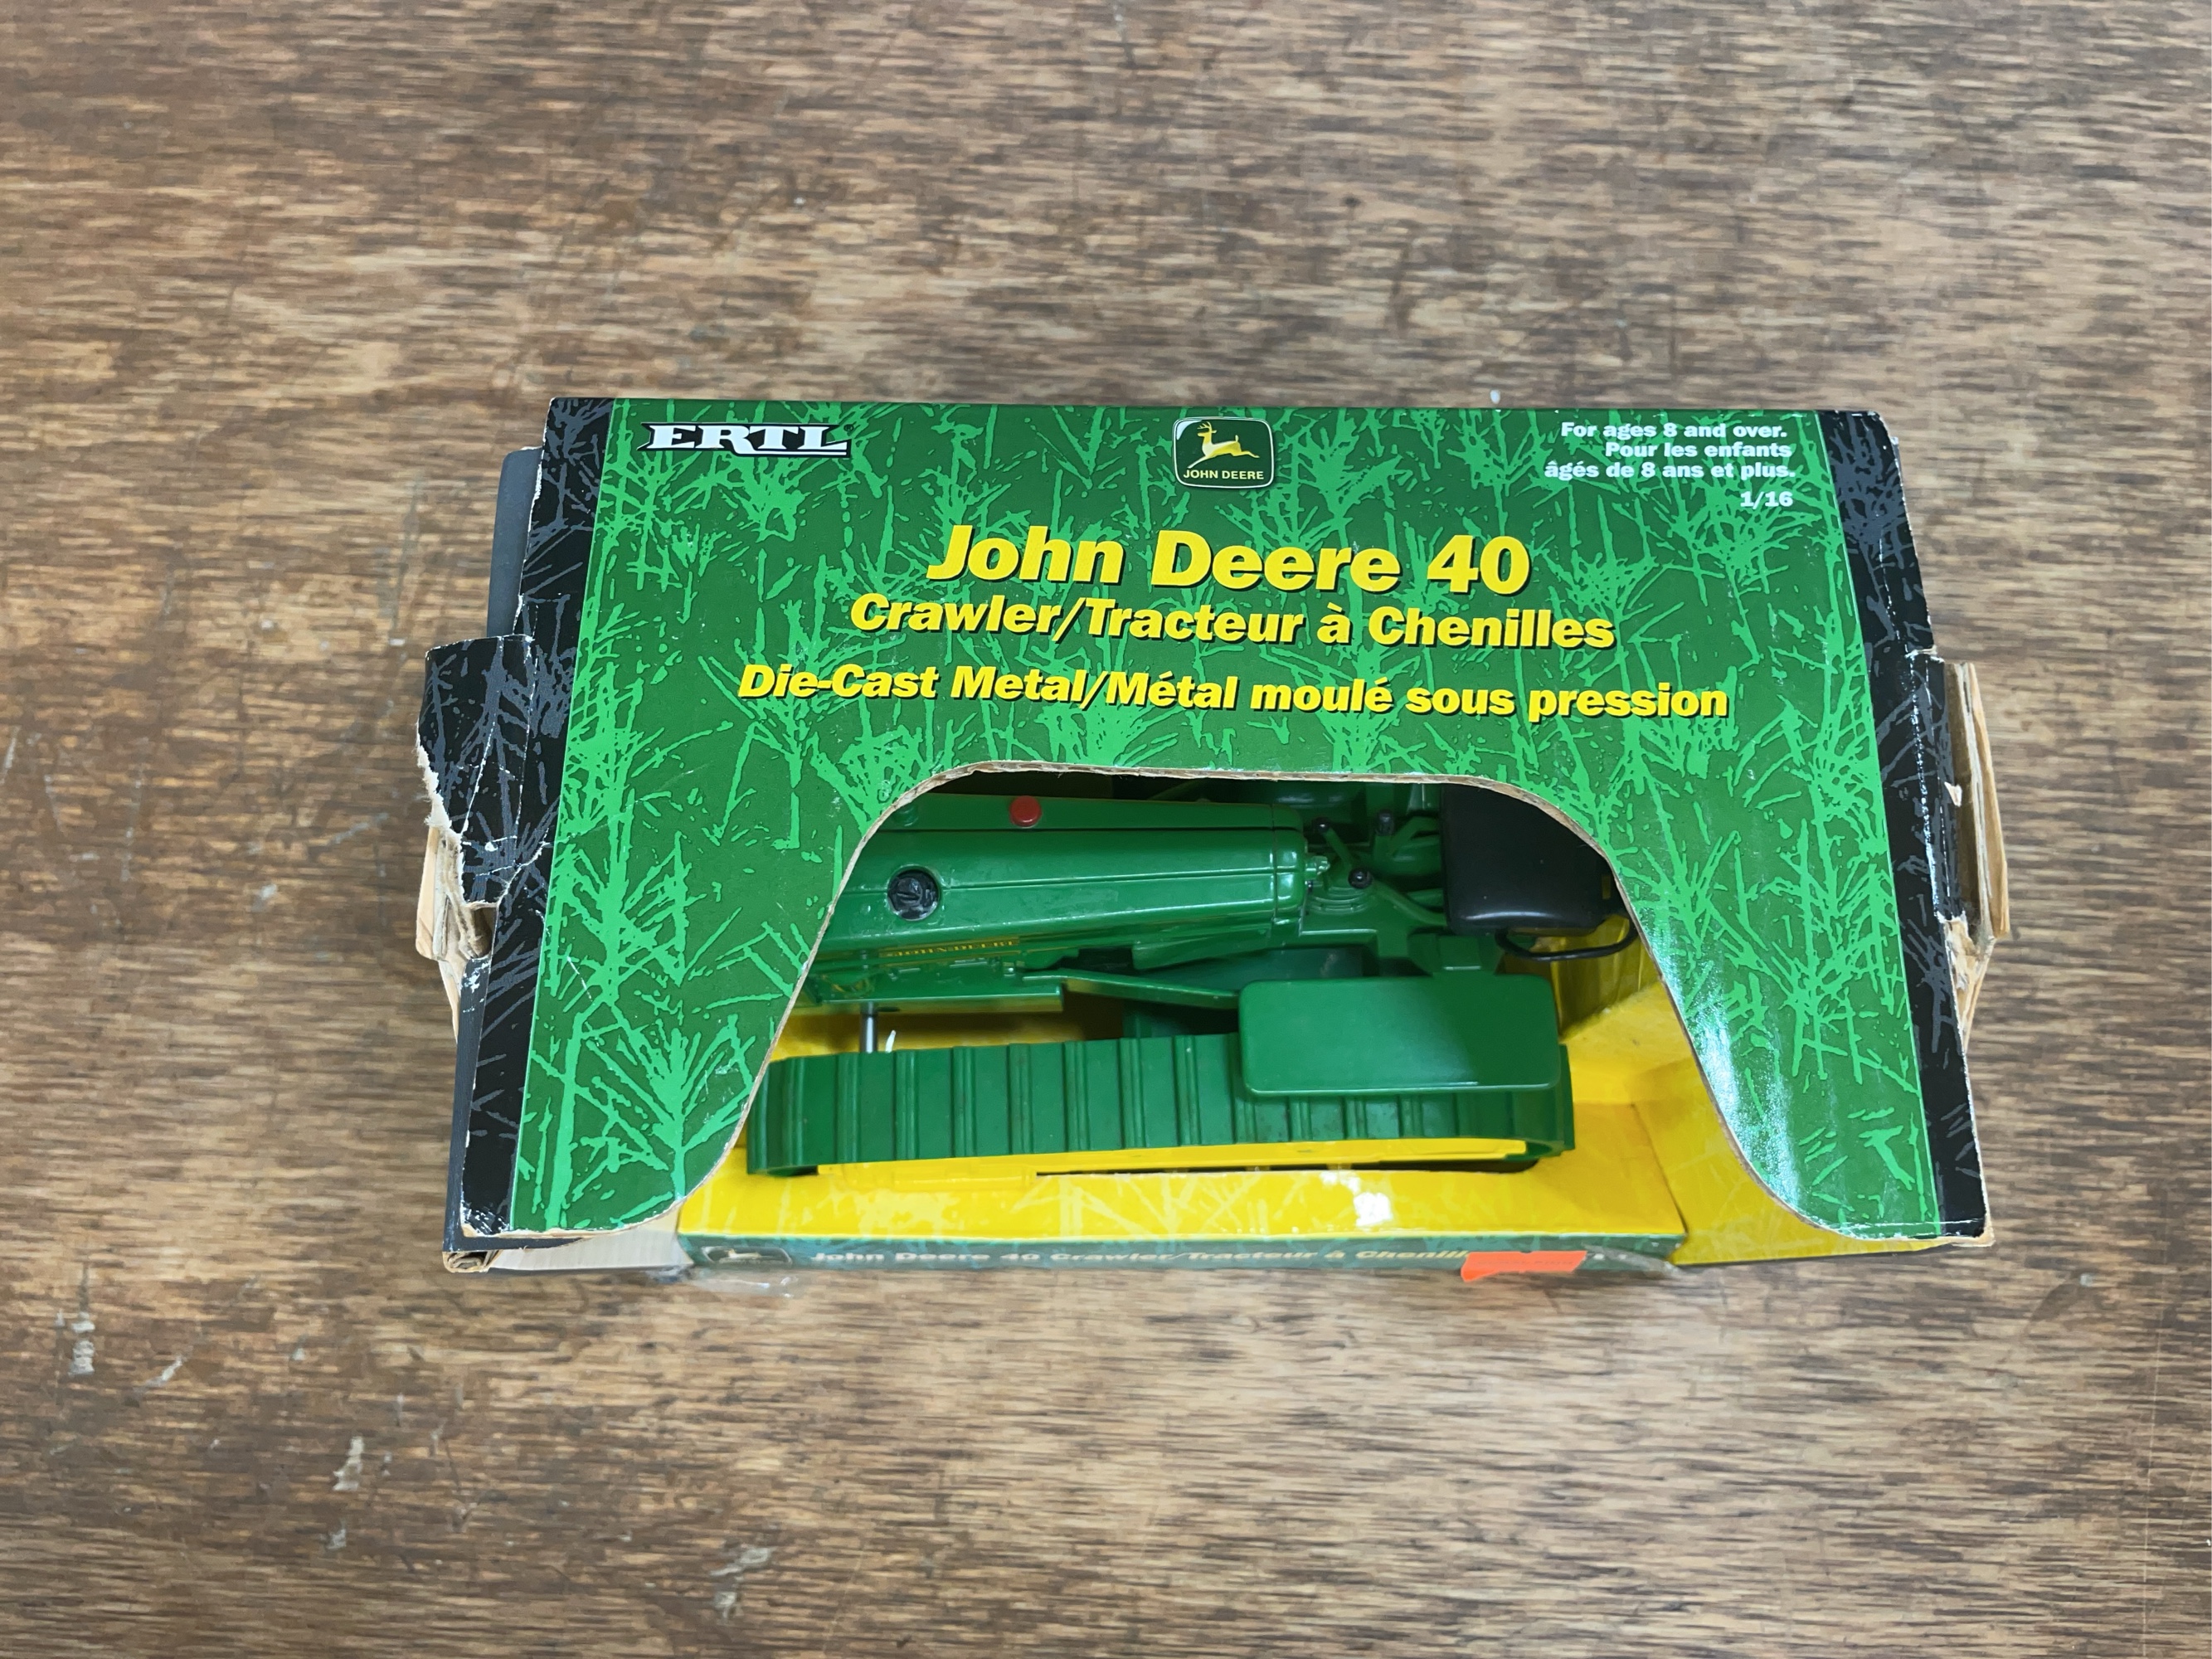 ERTL
JOHN DEERE
For ages 8 and over.
Pour les enfants
âgés de 8 ans et plus.
1/16
John Deere 40
Crawler/Tracteur à Chenilles
Die-Cast Metal/Métal moulé sous pression
JOHN DEERE
John Deere 40 Crawler/Tracteur à